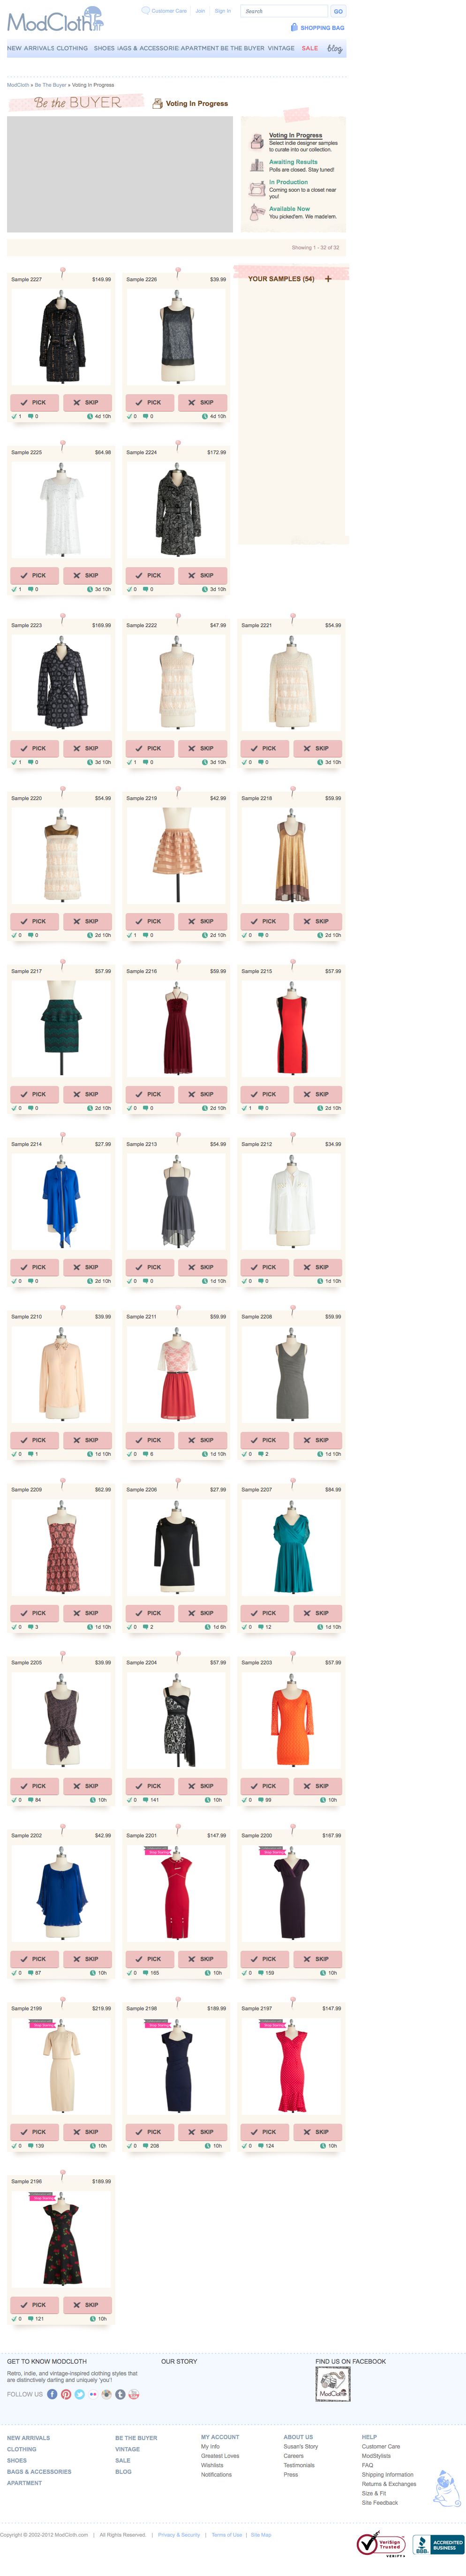 ModCloth
Customer Care Join Sign In Search GO
SHOPPING BAG
NEW ARRIVALS CLOTHING SHOES BAGS & ACCESSORIES APARTMENT BE THE BUYER VINTAGE SALE blog
ModCloth » Be The Buyer » Voting In Progress
Be the BUYER Voting In Progress
Voting In Progress
Select indie designer samples
to curate into our collection.
Awaiting Results
Polls are closed. Stay tuned!
In Production
Coming soon to a closet near
you!
Available Now
You picked'em. We made'em.
Showing 1 - 32 of 32
YOUR SAMPLES (54) +
Sample 2227 $149.99 Sample 2226 $39.99
PICK SKIP PICK SKIP
1 0 4d 10h 0 0 4d 10h
Sample 2225 $64.98 Sample 2224 $172.99
PICK SKIP PICK SKIP
1 0 3d 10h 0 0 3d 10h
Sample 2223 $169.99 Sample 2222 $47.99 Sample 2221 $54.99
PICK SKIP PICK SKIP PICK SKIP
1 0 3d 10h 1 0 3d 10h 0 0 3d 10h
Sample 2220 $54.99 Sample 2219 $42.99 Sample 2218 $59.99
PICK SKIP PICK SKIP PICK SKIP
0 0 2d 10h 1 0 2d 10h 0 0 2d 10h
Sample 2217 $57.99 Sample 2216 $59.99 Sample 2215 $57.99
PICK SKIP PICK SKIP PICK SKIP
0 0 2d 10h 0 0 2d 10h 1 0 2d 10h
Sample 2214 $27.99 Sample 2213 $54.99 Sample 2212 $34.99
PICK SKIP PICK SKIP PICK SKIP
0 0 2d 10h 0 0 1d 10h 0 0 1d 10h
Sample 2210 $39.99 Sample 2211 $59.99 Sample 2208 $59.99
PICK SKIP PICK SKIP PICK SKIP
0 1 1d 10h 0 6 1d 10h 0 2 1d 10h
Sample 2209 $62.99 Sample 2206 $27.99 Sample 2207 $84.99
PICK SKIP PICK SKIP PICK SKIP
0 3 1d 10h 0 2 1d 6h 0 12 1d 10h
Sample 2205 $39.99 Sample 2204 $57.99 Sample 2203 $57.99
PICK SKIP PICK SKIP PICK SKIP
0 84 10h 0 141 10h 0 99 10h
Sample 2202 $42.99 Sample 2201 $147.99 Sample 2200 $167.99
PICK SKIP PICK SKIP PICK SKIP
0 87 10h 0 165 10h 0 159 10h
Sample 2199 $219.99 Sample 2198 $189.99 Sample 2197 $147.99
PICK SKIP PICK SKIP PICK SKIP
0 139 10h 0 208 10h 0 124 10h
Sample 2196 $189.99
PICK SKIP
0 121 10h
GET TO KNOW MODCLOTH OUR STORY FIND US ON FACEBOOK
Retro, indie, and vintage-inspired clothing styles that
are distinctively darling and uniquely 'you'!
FOLLOW US
ModCloth
NEW ARRIVALS BE THE BUYER MY ACCOUNT ABOUT US HELP
CLOTHING VINTAGE My Info Susan's Story Customer Care
SHOES SALE Greatest Loves Careers ModStylists
BAGS & ACCESSORIES BLOG Wishlists Testimonials FAQ
APARTMENT Notifications Press Shipping Information
Returns & Exchanges
Size & Fit
Site Feedback
Copyright © 2002-2012 ModCloth.com | All Rights Reserved. | Privacy & Security | Terms of Use | Site Map
VeriSign Trusted VERIFY
BBB. ACCREDITED BUSINESS